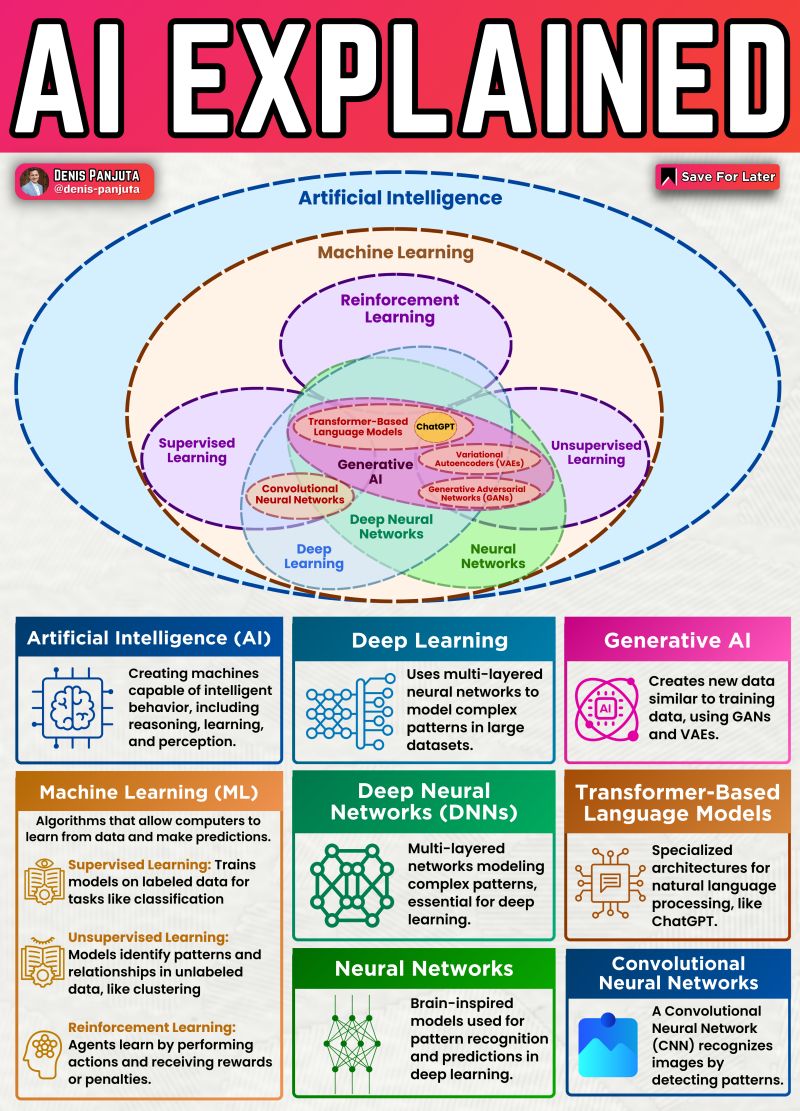 AI EXPLAINED
DENIS PANJUTA
@denis-panjuta
Save For Later
Artificial Intelligence
Machine Learning
Reinforcement
Learning
Supervised
Learning
Unsupervised
Learning
Transformer-Based
Language Models
ChatGPT
Generative
AI
Variational
Autoencoders (VAEs)
Generative Adversarial
Networks (GANs)
Convolutional
Neural Networks
Deep Neural
Networks
Deep
Learning
Neural
Networks
Artificial Intelligence (AI)
Creating machines
capable of intelligent
behavior, including
reasoning, learning,
and perception.
Deep Learning
Uses multi-layered
neural networks to
model complex
patterns in large
datasets.
Generative AI
AI
Creates new data
similar to training
data, using GANs
and VAEs.
Machine Learning (ML)
Algorithms that allow computers to
learn from data and make predictions.
Supervised Learning: Trains
models on labeled data for
tasks like classification
Unsupervised Learning:
Models identify patterns and
relationships in unlabeled
data, like clustering
Reinforcement Learning:
Agents learn by performing
actions and receiving rewards
or penalties.
Deep Neural
Networks (DNNs)
Multi-layered
networks modeling
complex patterns,
essential for deep
learning.
Transformer-Based
Language Models
Specialized
architectures for
natural language
processing, like
ChatGPT.
Neural Networks
Brain-inspired
models used for
pattern recognition
and predictions in
deep learning.
Convolutional
Neural Networks
A Convolutional
Neural Network
(CNN) recognizes
images by
detecting patterns.